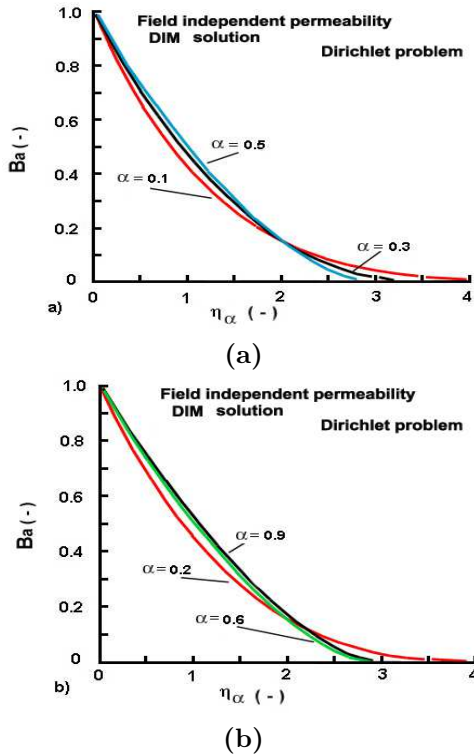 Field independent permeability
DIM solution
Dirichlet problem
Ba (-)
1.0
0.8
0.6
0.4
0.2
0
α = 0.5
α = 0.1
α = 0.3
0 1 2 3 4
a)
ηα (-)
(a)
Field independent permeability
DIM solution
Dirichlet problem
Ba (-)
1.0
0.8
0.6
0.4
0.2
0
α = 0.9
α = 0.2
α = 0.6
0 1 2 3 4
b)
ηα (-)
(b)